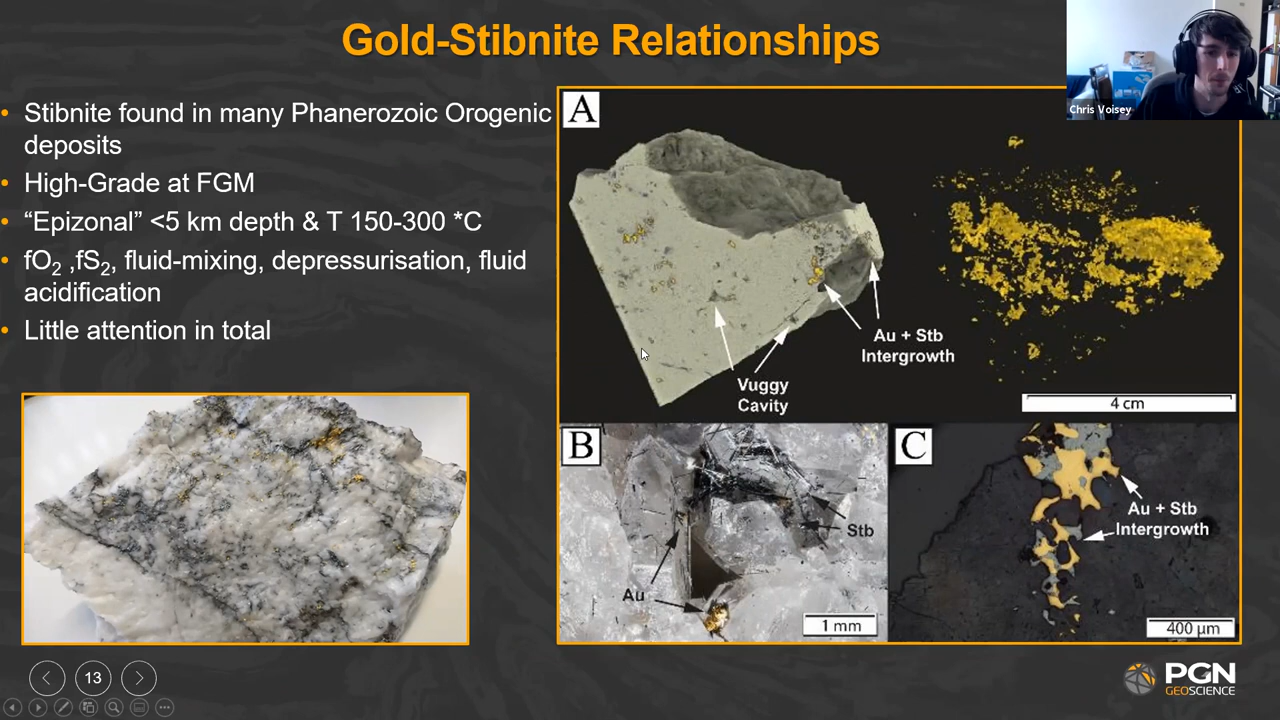 Gold-Stibnite Relationships
Chris Voisey
• Stibnite found in many Phanerozoic Orogenic
deposits
• High-Grade at FGM
• “Epizonal” <5 km depth & T 150-300 *C
• fO₂ ,fS₂, fluid-mixing, depressurisation, fluid
acidification
• Little attention in total
A
Au + Stb
Intergrowth
Vuggy
Cavity
4 cm
B
Stb
Au
1 mm
C
Au + Stb
Intergrowth
400 µm
13
PGN
GEOSCIENCE